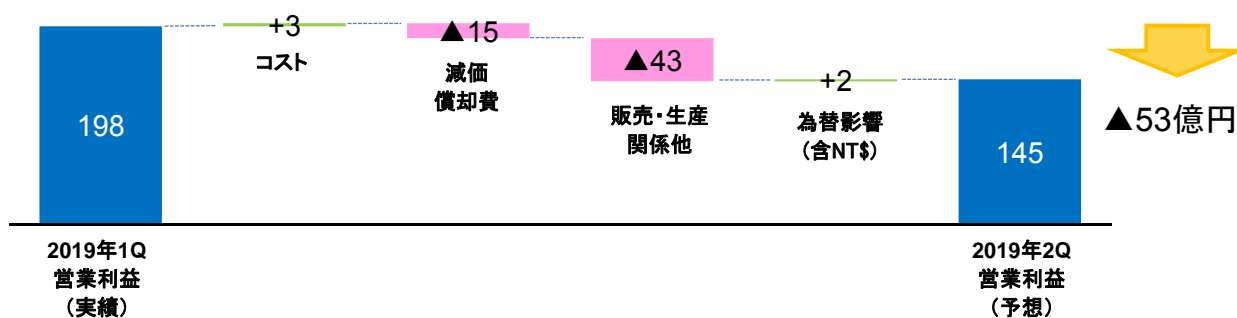 198
+3
コスト
▲15
減価
償却費
▲43
販売・生産
関係他
+2
為替影響
(含NT$)
145
▲53億円
2019年1Q
営業利益
(実績)
2019年2Q
営業利益
(予想)